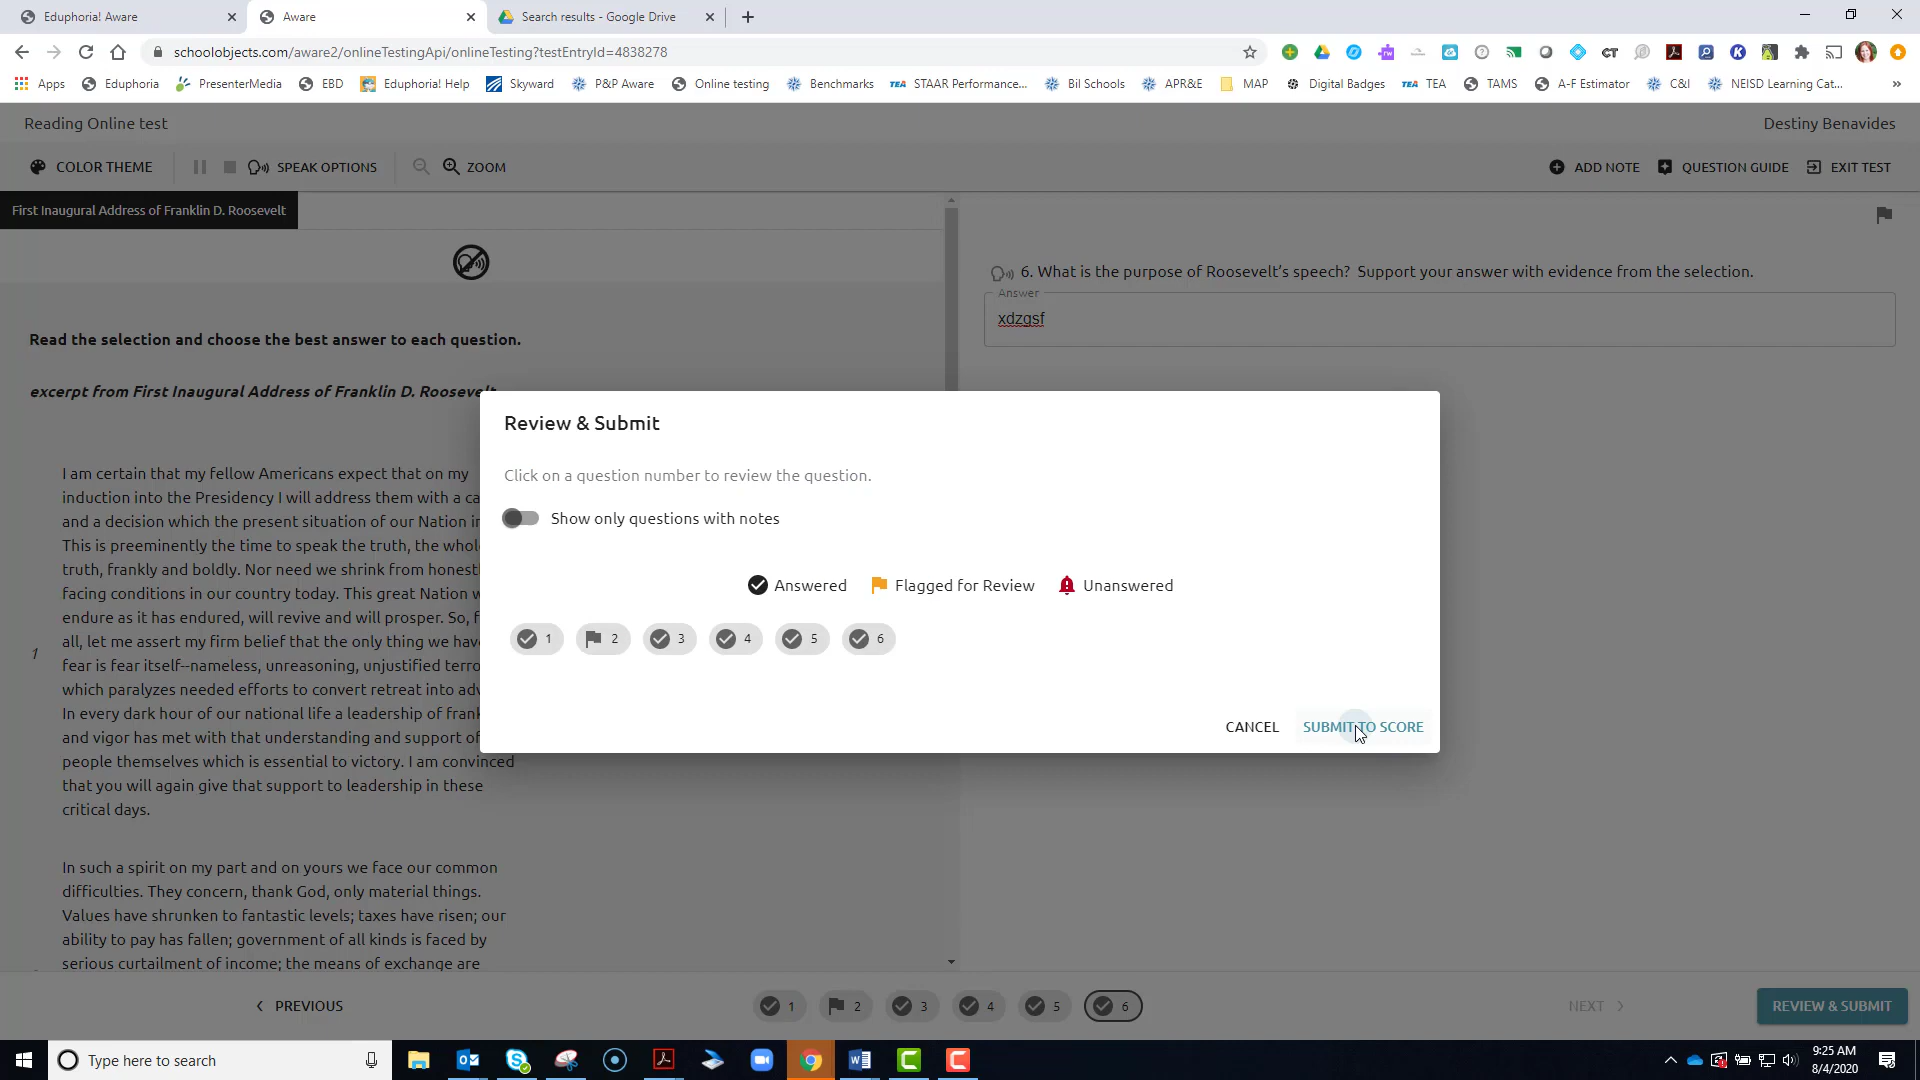 Eduphoria! Aware
Aware
Search results - Google Drive
schoolobjects.com/aware2/onlineTestingApi/onlineTesting?testEntryId=4838278
Apps
Eduphoria
PresenterMedia
EBD
Eduphoria! Help
Skyward
P&P Aware
Online testing
Benchmarks
TEA STAAR Performance...
Bil Schools
APR&E
MAP
Digital Badges
TEA TEA
TAMS
A-F Estimator
C&I
NEISD Learning Cat...
Reading Online test
Destiny Benavides
COLOR THEME
SPEAK OPTIONS
ZOOM
ADD NOTE
QUESTION GUIDE
EXIT TEST
First Inaugural Address of Franklin D. Roosevelt
Read the selection and choose the best answer to each question.
excerpt from First Inaugural Address of Franklin D. Roosevelt
I am certain that my fellow Americans expect that on my
induction into the Presidency I will address them with a ca
and a decision which the present situation of our Nation
This is preeminently the time to speak the truth, the whol
truth, frankly and boldly. Nor need we shrink from honest
facing conditions in our country today. This great Nation
endure as it has endured, will revive and will prosper. So,
all, let me assert my firm belief that the only thing we hav
1
fear is fear itself--nameless, unreasoning, unjustified terro
which paralyzes needed efforts to convert retreat into adv
In every dark hour of our national life a leadership of fran
and vigor has met with that understanding and support of
people themselves which is essential to victory. I am convinced
that you will again give that support to leadership in these
critical days.
In such a spirit on my part and on yours we face our common
difficulties. They concern, thank God, only material things.
Values have shrunken to fantastic levels; taxes have risen; our
ability to pay has fallen; government of all kinds is faced by
serious curtailment of income; the means of exchange are
6. What is the purpose of Roosevelt's speech? Support your answer with evidence from the selection.
Answer
xdzgsf
Review & Submit
Click on a question number to review the question.
Show only questions with notes
Answered
Flagged for Review
Unanswered
1 2 3 4 5 6
CANCEL
SUBMIT TO SCORE
PREVIOUS
1 2 3 4 5 6
NEXT
REVIEW & SUBMIT
Type here to search
9:25 AM
8/4/2020